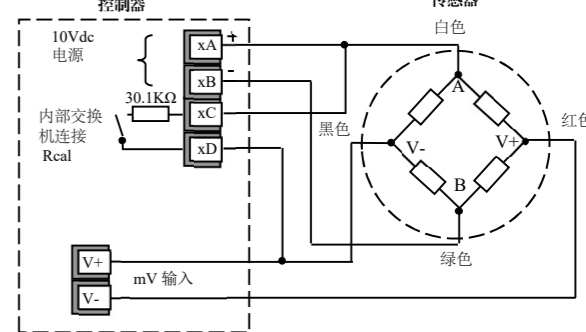 控制器
传感器
白色
10Vdc
电源
xA
+
xB
-
A
30.1KΩ
xC
红色
内部交换
机连接
Rcal
黑色
V-
V+
xD
B
绿色
V+
mV 输入
V-